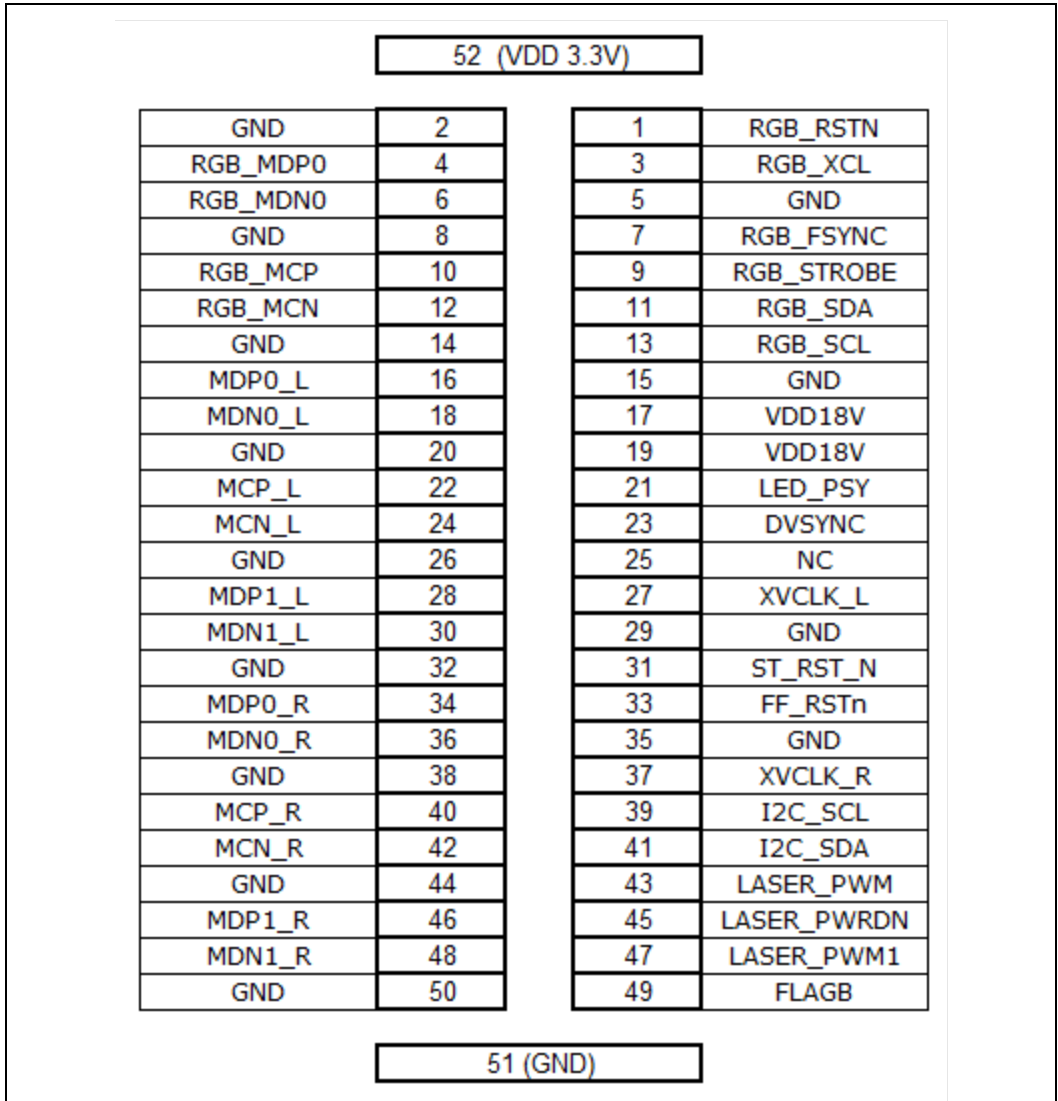 52 (VDD 3.3V)
GND 2 1 RGB_RSTN
RGB_MDP0 4 3 RGB_XCL
RGB_MDN0 6 5 GND
GND 8 7 RGB_FSYNC
RGB_MCP 10 9 RGB_STROBE
RGB_MCN 12 11 RGB_SDA
GND 14 13 RGB_SCL
MDP0_L 16 15 GND
MDN0_L 18 17 VDD18V
GND 20 19 VDD18V
MCP_L 22 21 LED_PSY
MCN_L 24 23 DVSYNC
GND 26 25 NC
MDP1_L 28 27 XVCLK_L
MDN1_L 30 29 GND
GND 32 31 ST_RST_N
MDP0_R 34 33 FF_RSTn
MDN0_R 36 35 GND
GND 38 37 XVCLK_R
MCP_R 40 39 I2C_SCL
MCN_R 42 41 I2C_SDA
GND 44 43 LASER_PWM
MDP1_R 46 45 LASER_PWRDN
MDN1_R 48 47 LASER_PWM1
GND 50 49 FLAGB
51 (GND)